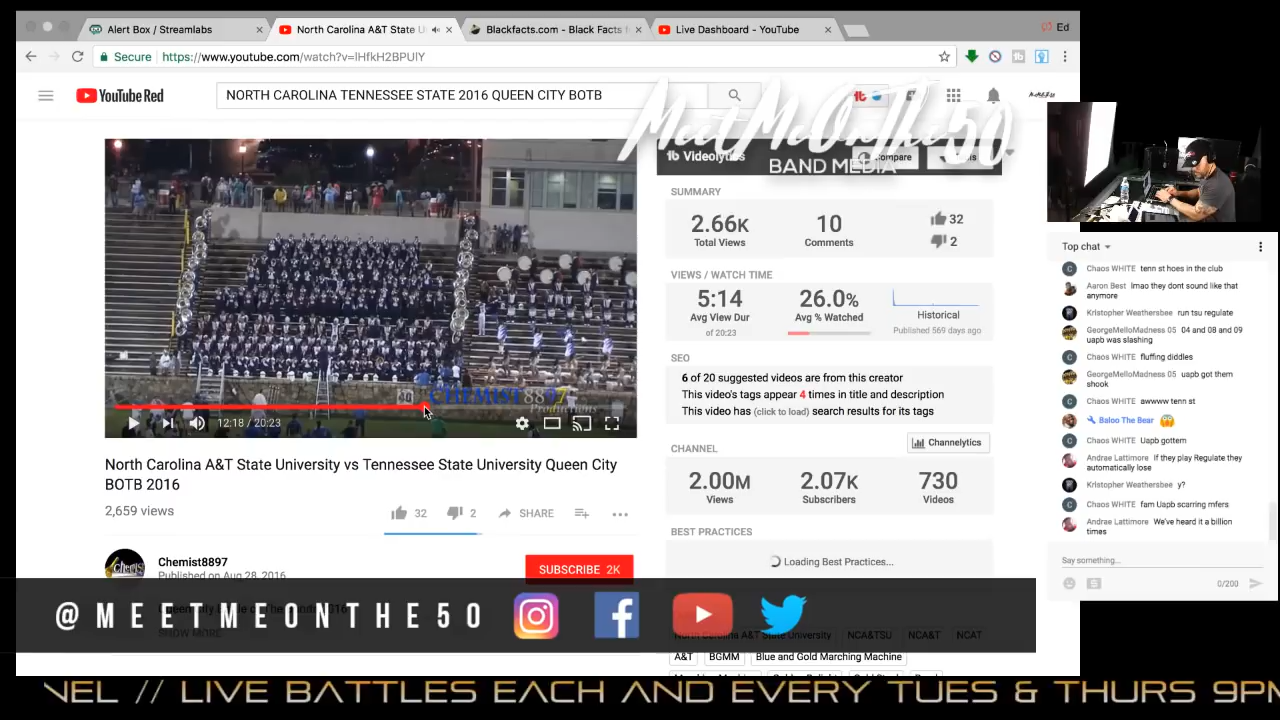 Alert Box / Streamlabs
North Carolina A&T State U
Blackfacts.com - Black Facts f
Live Dashboard - YouTube
Ed
Secure
https://www.youtube.com/watch?v=lHfkH2BPUlY
YouTube Red
NORTH CAROLINA TENNESSEE STATE 2016 QUEEN CITY BOTB
MeetMeOnThe50
BAND MEDIA
Videolytics
Compare
SUMMARY
2.66K
10
32
Total Views
Comments
2
VIEWS / WATCH TIME
5:14
26.0%
Avg View Dur
Avg % Watched
Historical
of 20:23
Published 569 days ago
SEO
6 of 20 suggested videos are from this creator
This video's tags appear 4 times in title and description
This video has (click to load) search results for its tags
CHANNEL
Channelytics
2.00M
2.07K
730
Views
Subscribers
Videos
BEST PRACTICES
Loading Best Practices...
40
Chemist8897
Productions
12:18 / 20:23
North Carolina A&T State University vs Tennessee State University Queen City
BOTB 2016
2,659 views
32
2
SHARE
Chemist8897
Published on Aug 28, 2016
SUBSCRIBE 2K
@MEETMEONTHE50
SHOW MORE
North Carolina A&T State University
NCA&TSU
NCA&T
NCAT
A&T
BGMM
Blue and Gold Marching Machine
Top chat
Chaos WHITE tenn st hoes in the club
Aaron Best lmao they dont sound like that
anymore
Kristopher Weathersbee run tsu regulate
GeorgeMelloMadness 05 04 and 08 and 09
uapb was slashing
Chaos WHITE fluffing diddles
GeorgeMelloMadness 05 uapb got them
shook
Chaos WHITE awwww tenn st
Baloo The Bear
Chaos WHITE Uapb gottem
Andrae Lattimore If they play Regulate they
automatically lose
Kristopher Weathersbee y?
Chaos WHITE fam Uapb scarring mfers
Andrae Lattimore We've heard it a billion
times
Say something...
0/200
NEL // LIVE BATTLES EACH AND EVERY TUES & THURS 9PM